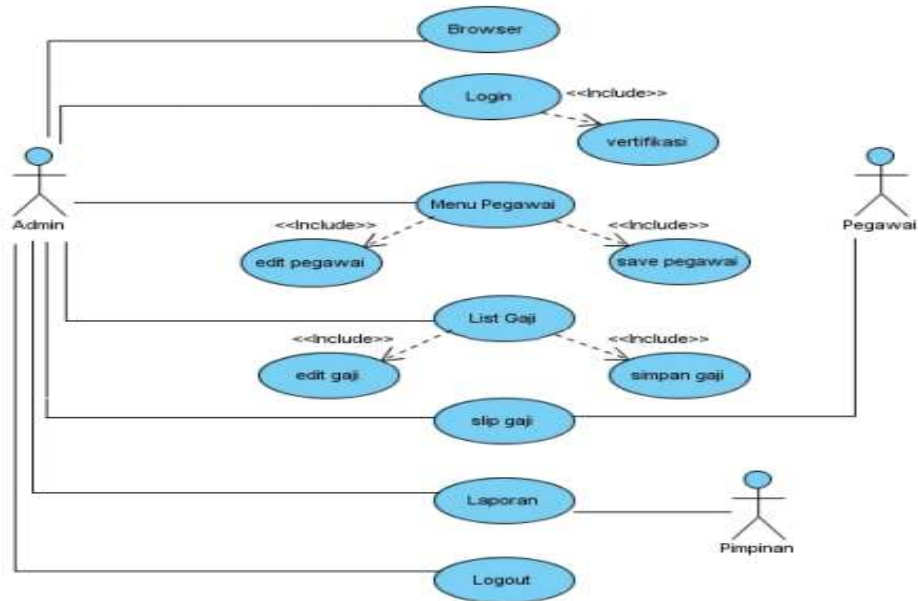 Browser
Login
<<Include>>
vertifikasi
Admin
Menu Pegawai
Pegawai
<<Include>>
<<Include>>
edit pegawai
save pegawai
List Gaji
<<Include>>
<<Include>>
edit gaji
simpan gaji
slip gaji
Laporan
Pimpinan
Logout